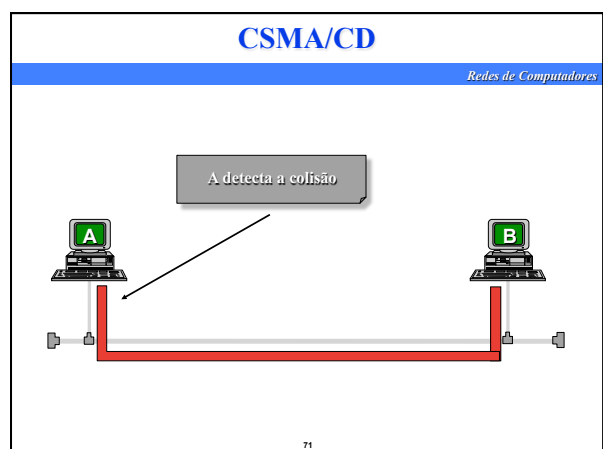 CSMA/CD
Redes de Computadores
A detecta a colisão
A
B
71